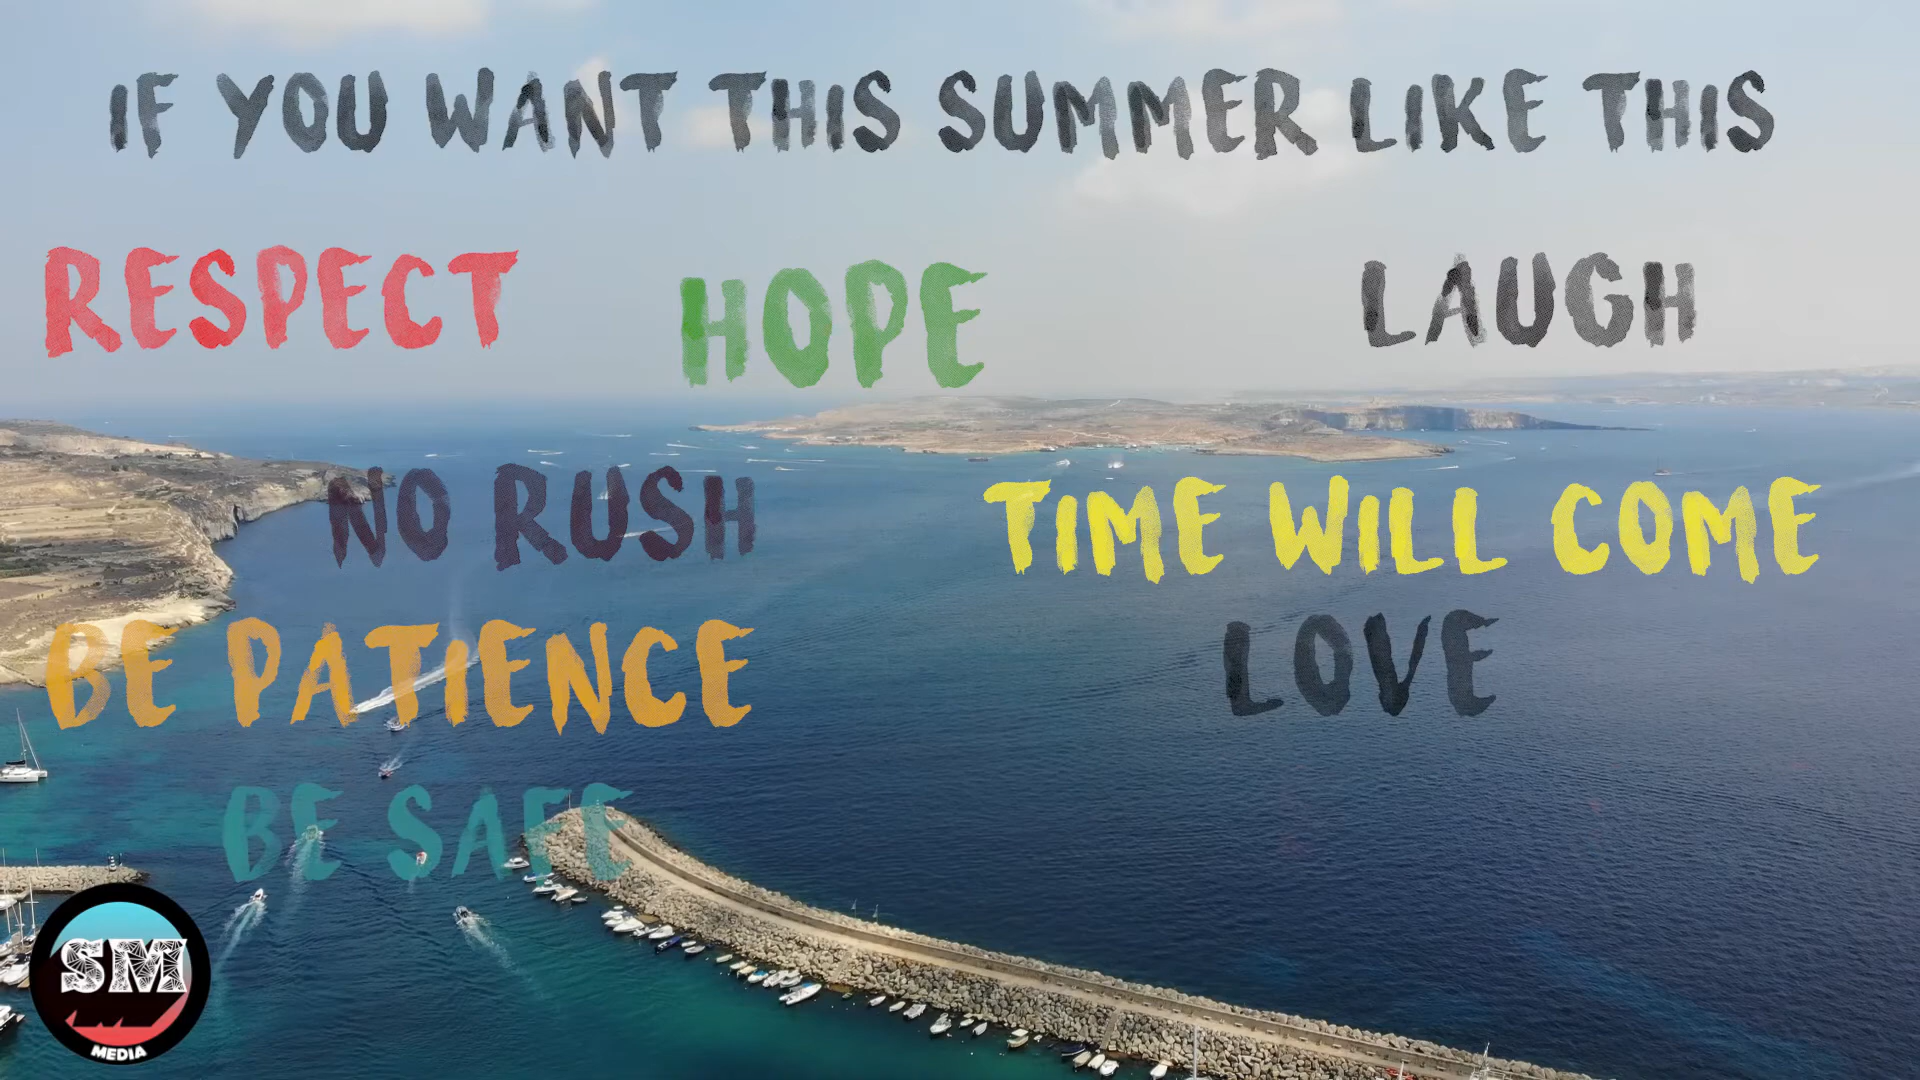 IF YOU WANT THIS SUMMER LIKE THIS
RESPECT
HOPE
LAUGH
NO RUSH
TIME WILL COME
BE PATIENCE
LOVE
BE SAFE
SM
MEDIA